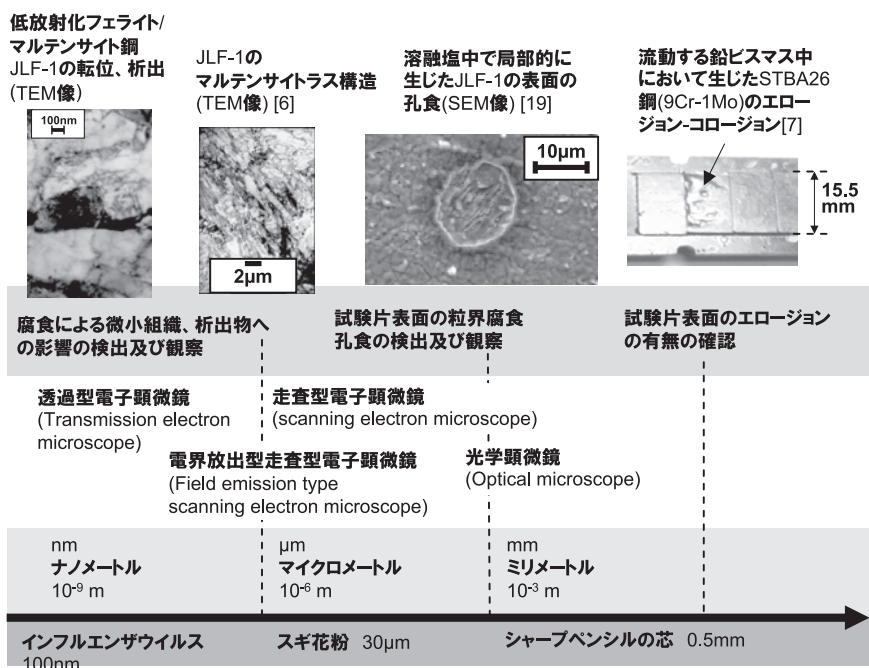 低放射化フェライト/
マルテンサイト鋼
JLF-1の転位、析出
(TEM像)
100nm
JLF-1の
マルテンサイトラス構造
(TEM像) [6]
2μm
溶融塩中で局部的に
生じたJLF-1の表面の
孔食(SEM像) [19]
10μm
流動する鉛ビスマス中
において生じたSTBA26
鋼(9Cr-1Mo)のエロー
ジョン-コロージョン[7]
15.5
mm
腐食による微小組織、析出物へ
の影響の検出及び観察
試験片表面の粒界腐食
孔食の検出及び観察
試験片表面のエロージョン
の有無の確認
透過型電子顕微鏡
(Transmission electron
microscope)
走査型電子顕微鏡
(scanning electron microscope)
電界放出型走査型電子顕微鏡
(Field emission type
scanning electron microscope)
光学顕微鏡
(Optical microscope)
nm
ナノメートル
10⁻⁹ m
μm
マイクロメートル
10⁻⁶ m
mm
ミリメートル
10⁻³ m
インフルエンザウイルス
100nm
スギ花粉 30μm
シャープペンシルの芯 0.5mm